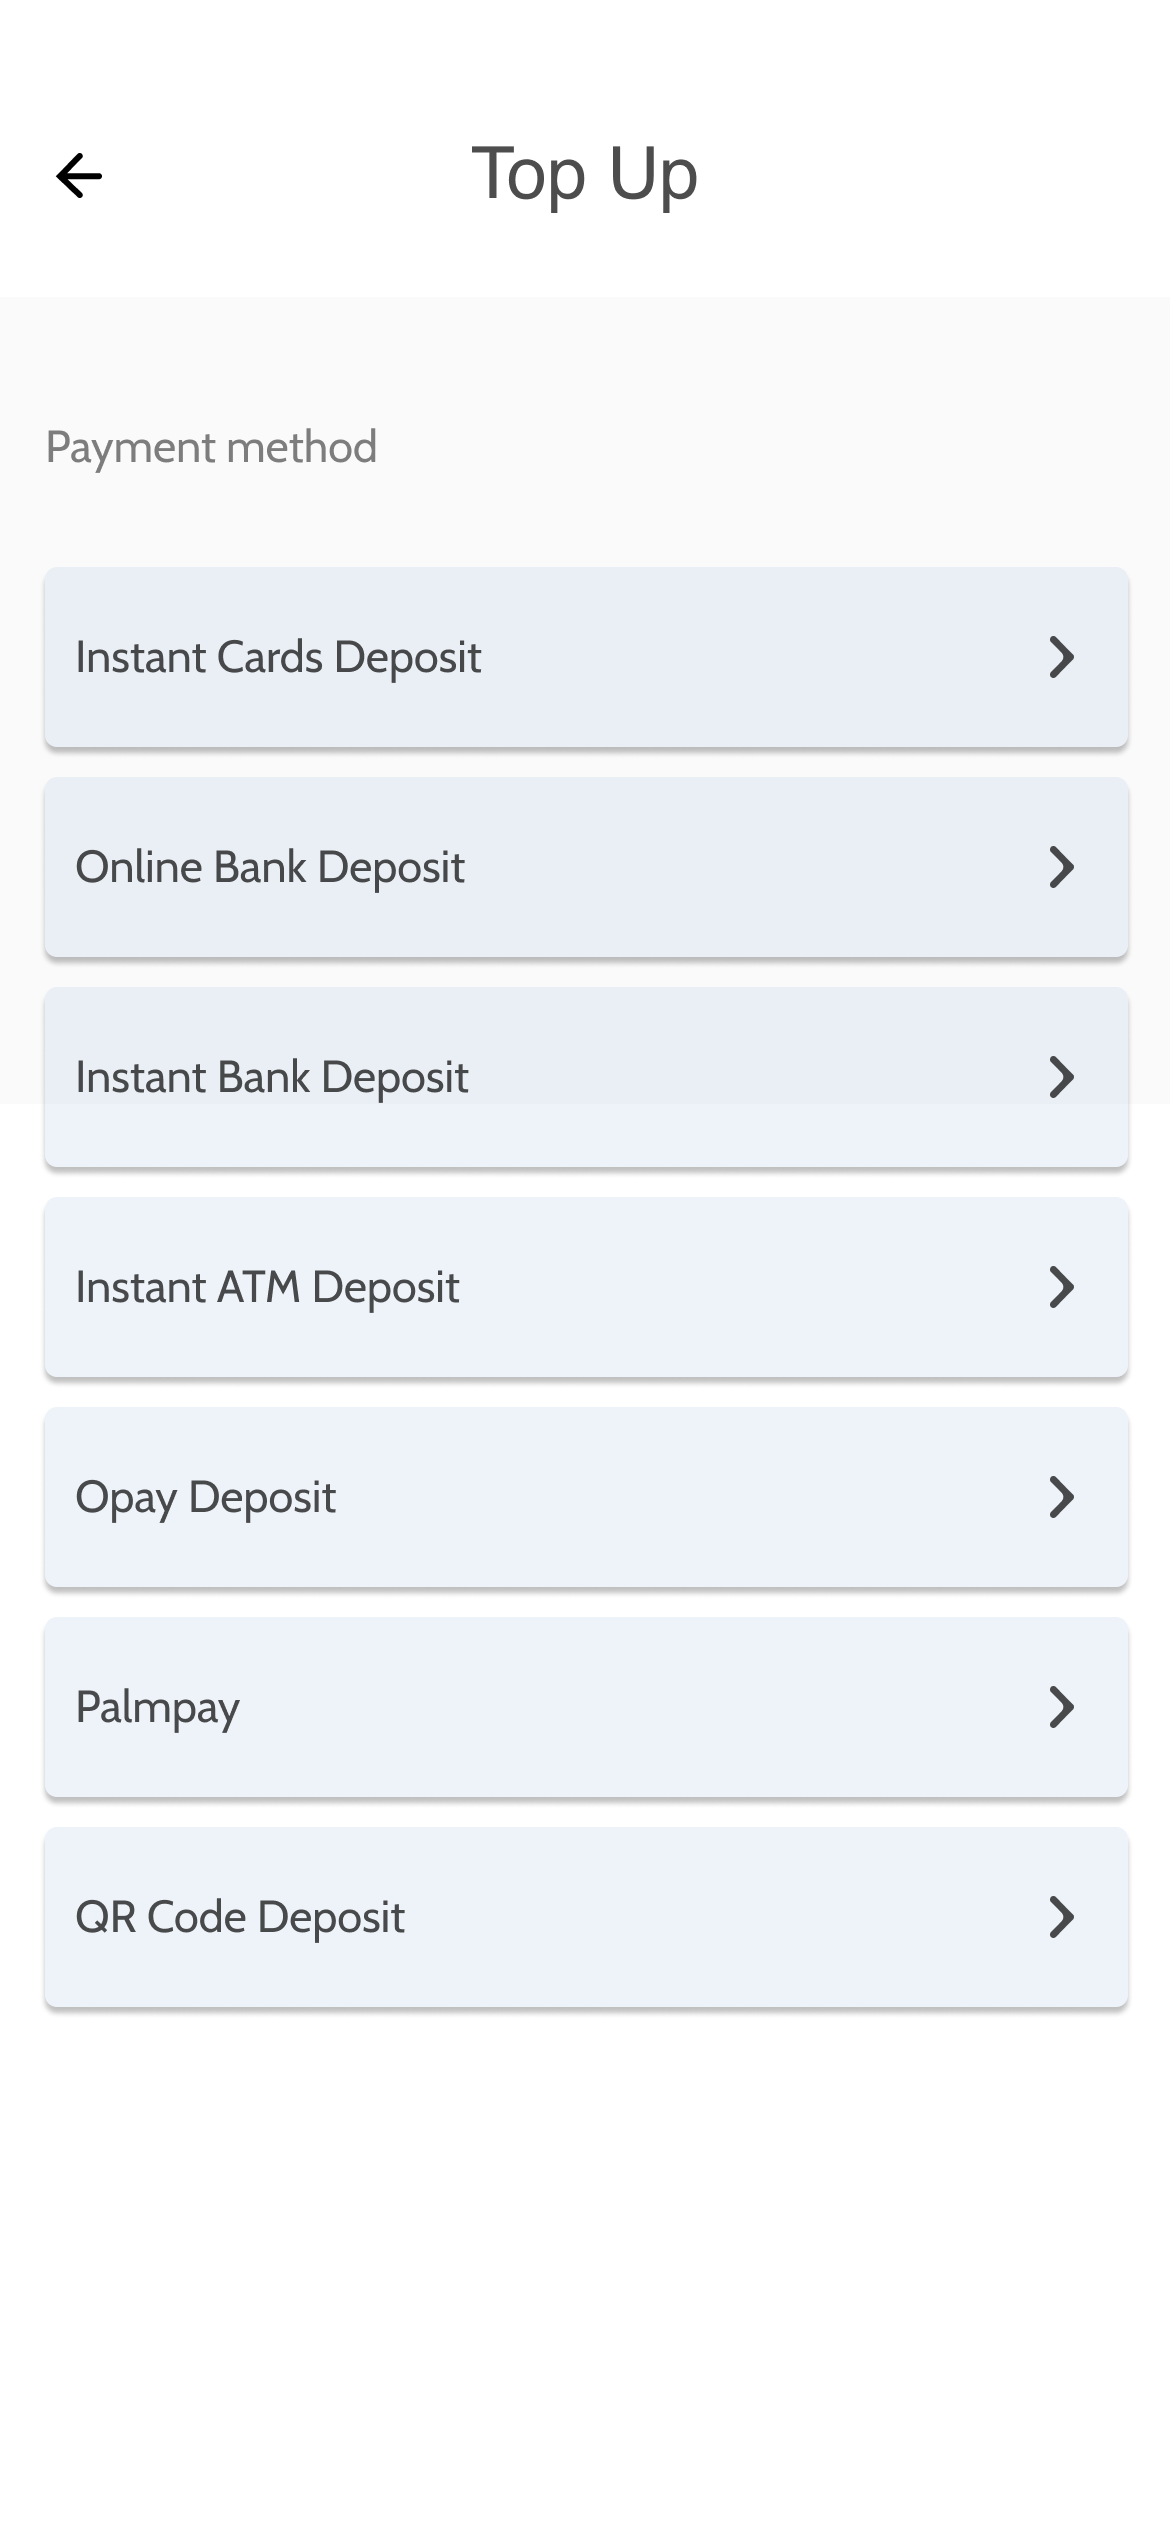 Top Up
Payment method
Instant Cards Deposit
Online Bank Deposit
Instant Bank Deposit
Instant ATM Deposit
Opay Deposit
Palmpay
QR Code Deposit